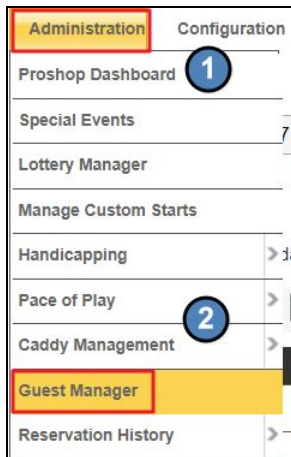 Administration Configuration
Proshop Dashboard 1
Special Events
7
Lottery Manager
Manage Custom Starts
Handicapping
Pace of Play
2
Caddy Management
Guest Manager
Reservation History